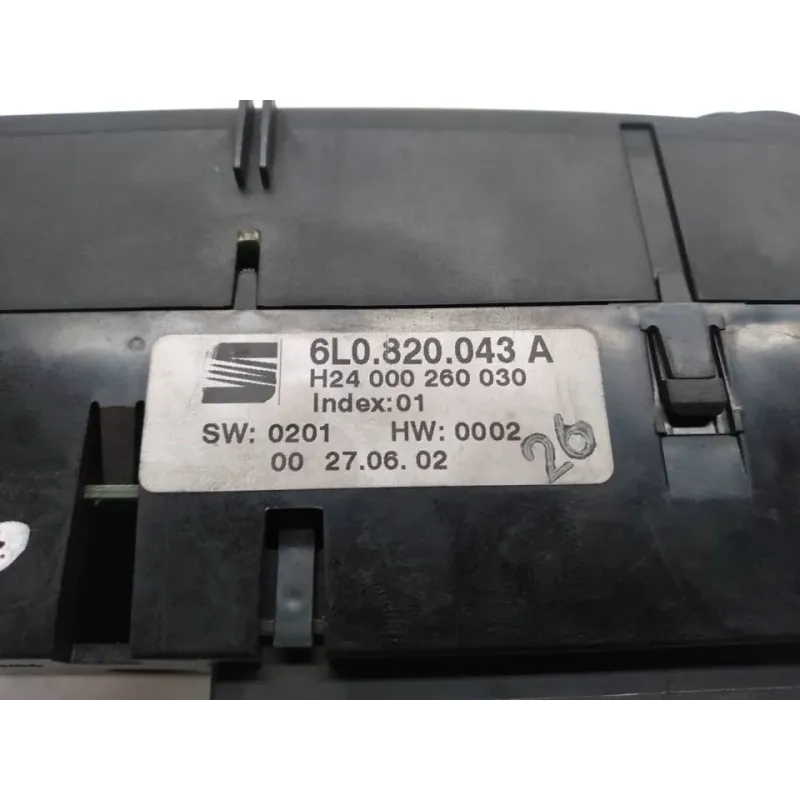 6L0.820.043 A
H24 000 260 030
Index:01
SW: 0201 HW: 0002
00 27.06.02
26